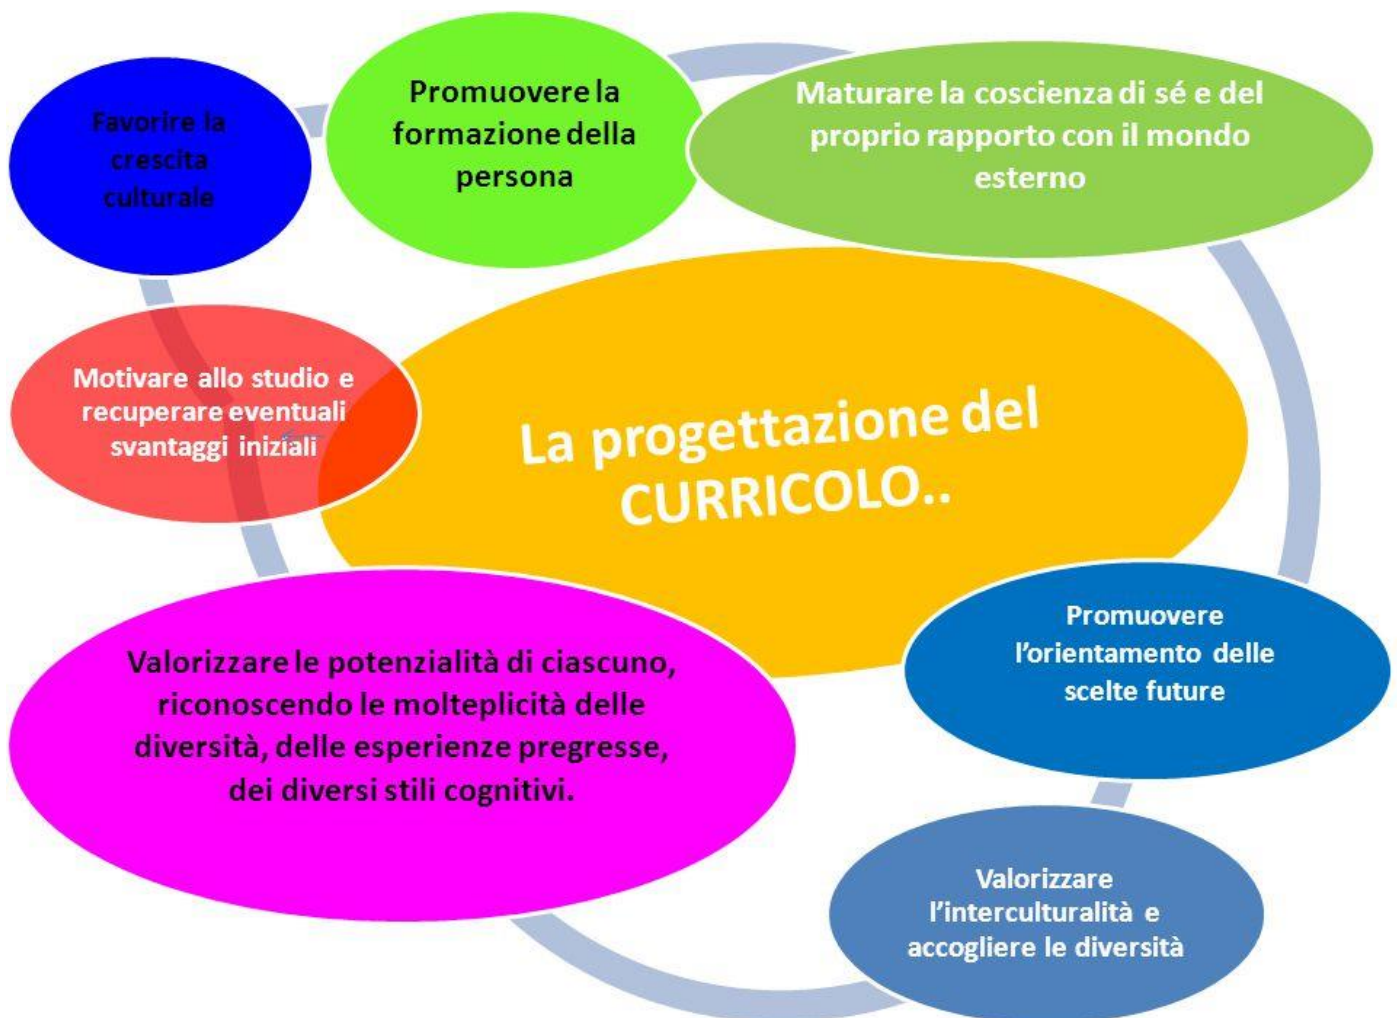 Favorire la
crescita
culturale
Promuovere la
formazione della
persona
Maturare la coscienza di sé e del
proprio rapporto con il mondo
esterno
Motivare allo studio e
recuperare eventuali
svantaggi iniziali
La progettazione del
CURRICOLO..
Valorizzare le potenzialità di ciascuno,
riconoscendo le molteplicità delle
diversità, delle esperienze pregresse,
dei diversi stili cognitivi.
Promuovere
l'orientamento delle
scelte future
Valorizzare
l'interculturalità e
accogliere le diversità